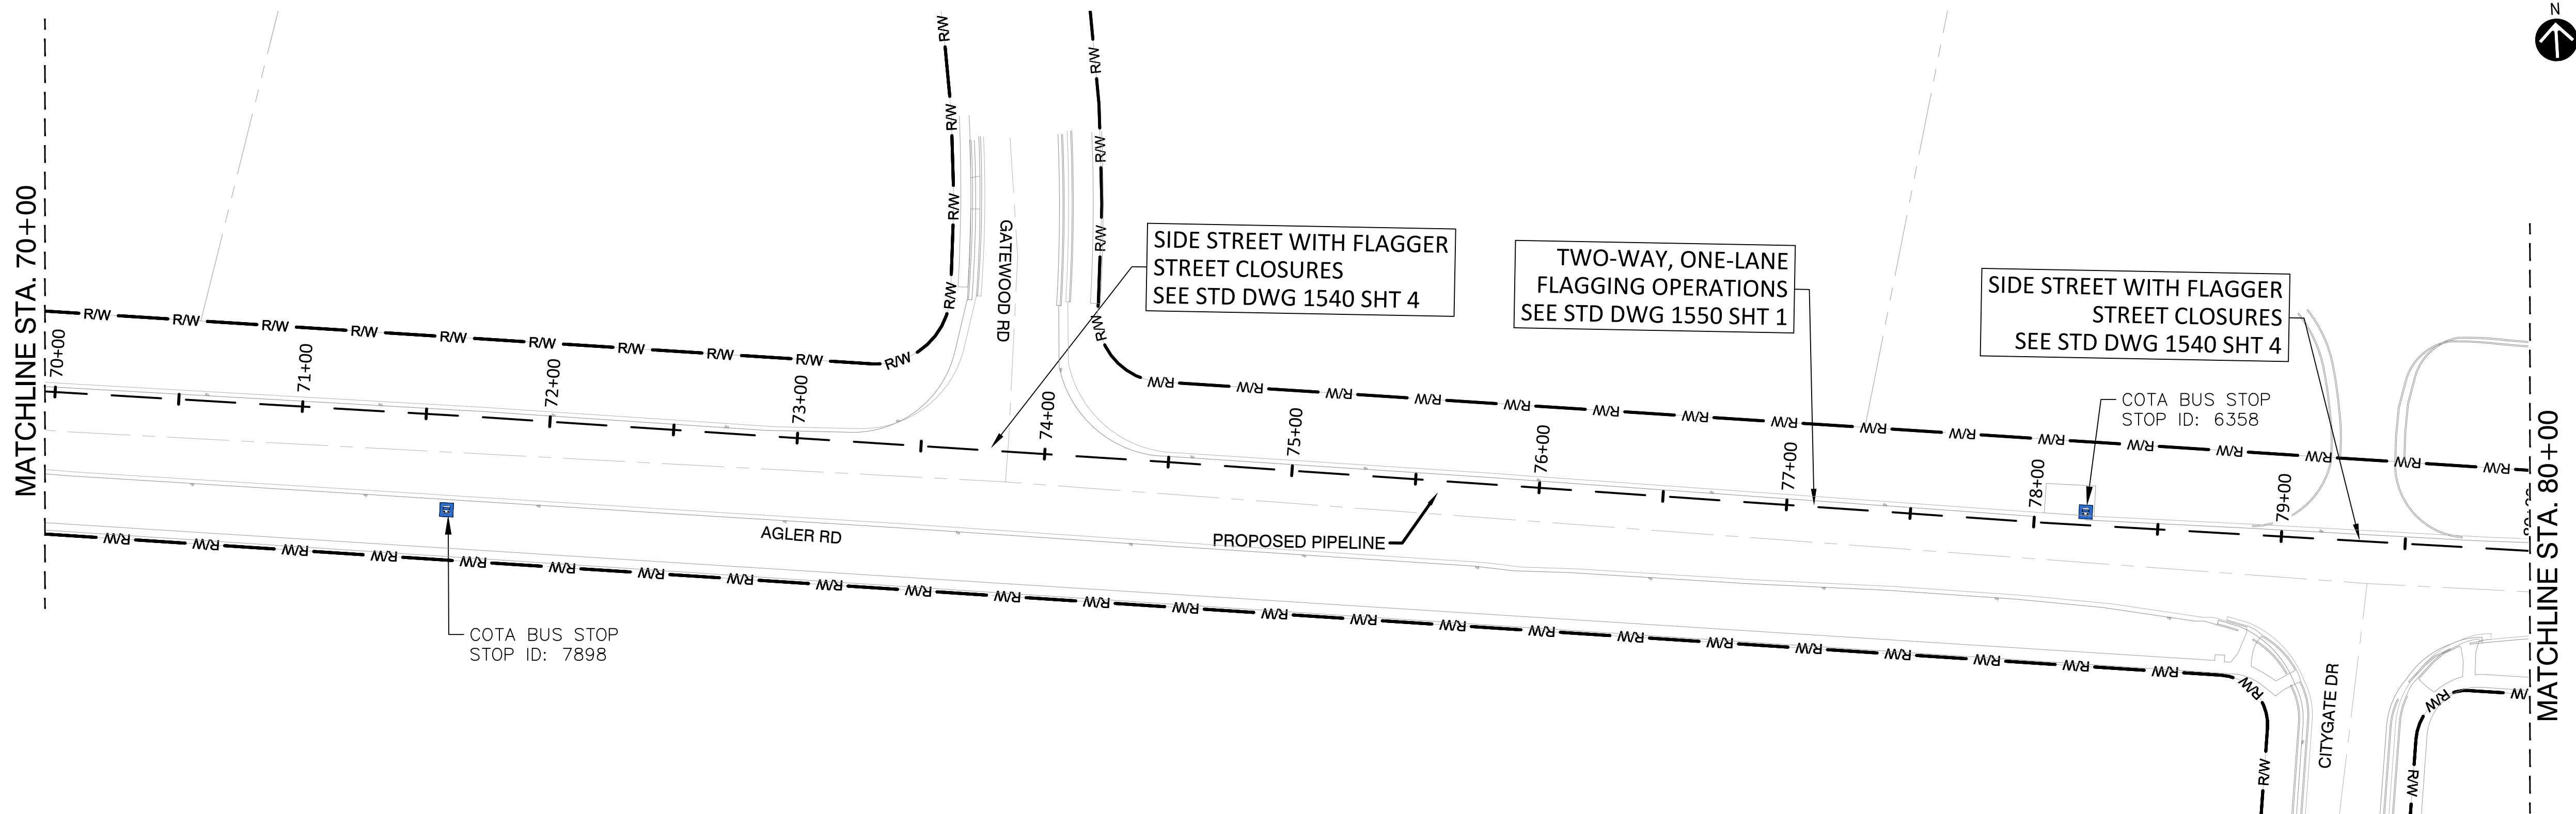 N
MATCHLINE STA. 70+00
R/W R/W R/W R/W R/W R/W R/W R/W R/W R/W R/W R/W R/W R/W
GATEWOOD RD
R/W R/W R/W R/W R/W
SIDE STREET WITH FLAGGER
STREET CLOSURES
SEE STD DWG 1540 SHT 4
TWO-WAY, ONE-LANE
FLAGGING OPERATIONS
SEE STD DWG 1550 SHT 1
SIDE STREET WITH FLAGGER
STREET CLOSURES
SEE STD DWG 1540 SHT 4
R/W R/W R/W R/W R/W R/W R/W R/W R/W R/W R/W R/W R/W R/W R/W R/W
COTA BUS STOP
STOP ID: 6358
70+00
71+00
72+00
73+00
74+00
75+00
76+00
77+00
78+00
79+00
AGLER RD
PROPOSED PIPELINE
COTA BUS STOP
STOP ID: 7898
R/W R/W R/W R/W R/W R/W R/W R/W R/W R/W R/W R/W R/W R/W R/W R/W R/W R/W R/W R/W R/W R/W R/W R/W R/W R/W
CITYGATE DR
R/W R/W R/W
MATCHLINE STA. 80+00